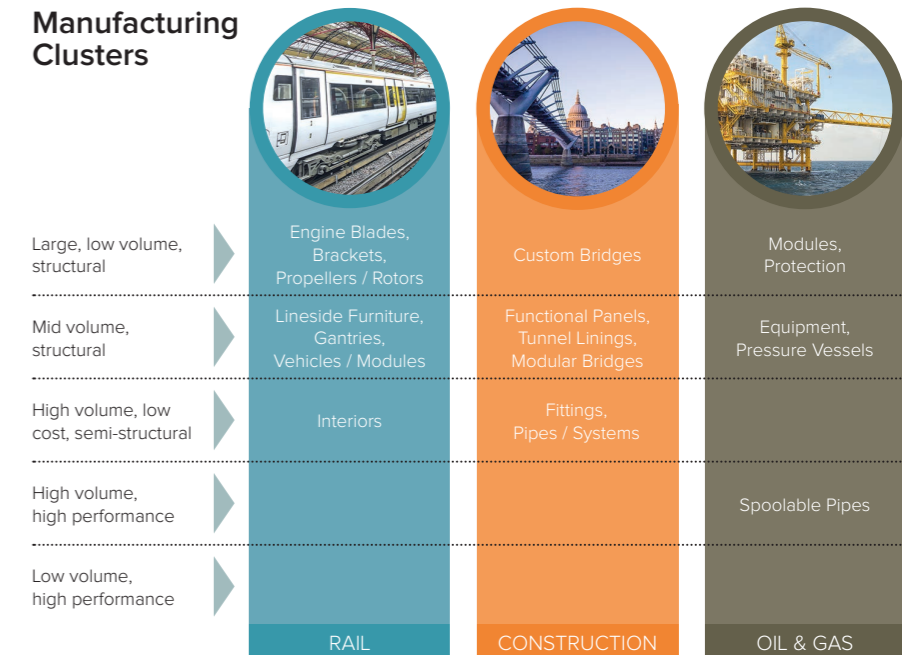 Manufacturing
Clusters
Large, low volume,
structural
Engine Blades,
Brackets,
Propellers / Rotors
Custom Bridges
Modules,
Protection
Mid volume,
structural
Lineside Furniture,
Gantries,
Vehicles / Modules
Functional Panels,
Tunnel Linings,
Modular Bridges
Equipment,
Pressure Vessels
High volume, low
cost, semi-structural
Interiors
Fittings,
Pipes / Systems
High volume,
high performance
Spoolable Pipes
Low volume,
high performance
RAIL
CONSTRUCTION
OIL & GAS